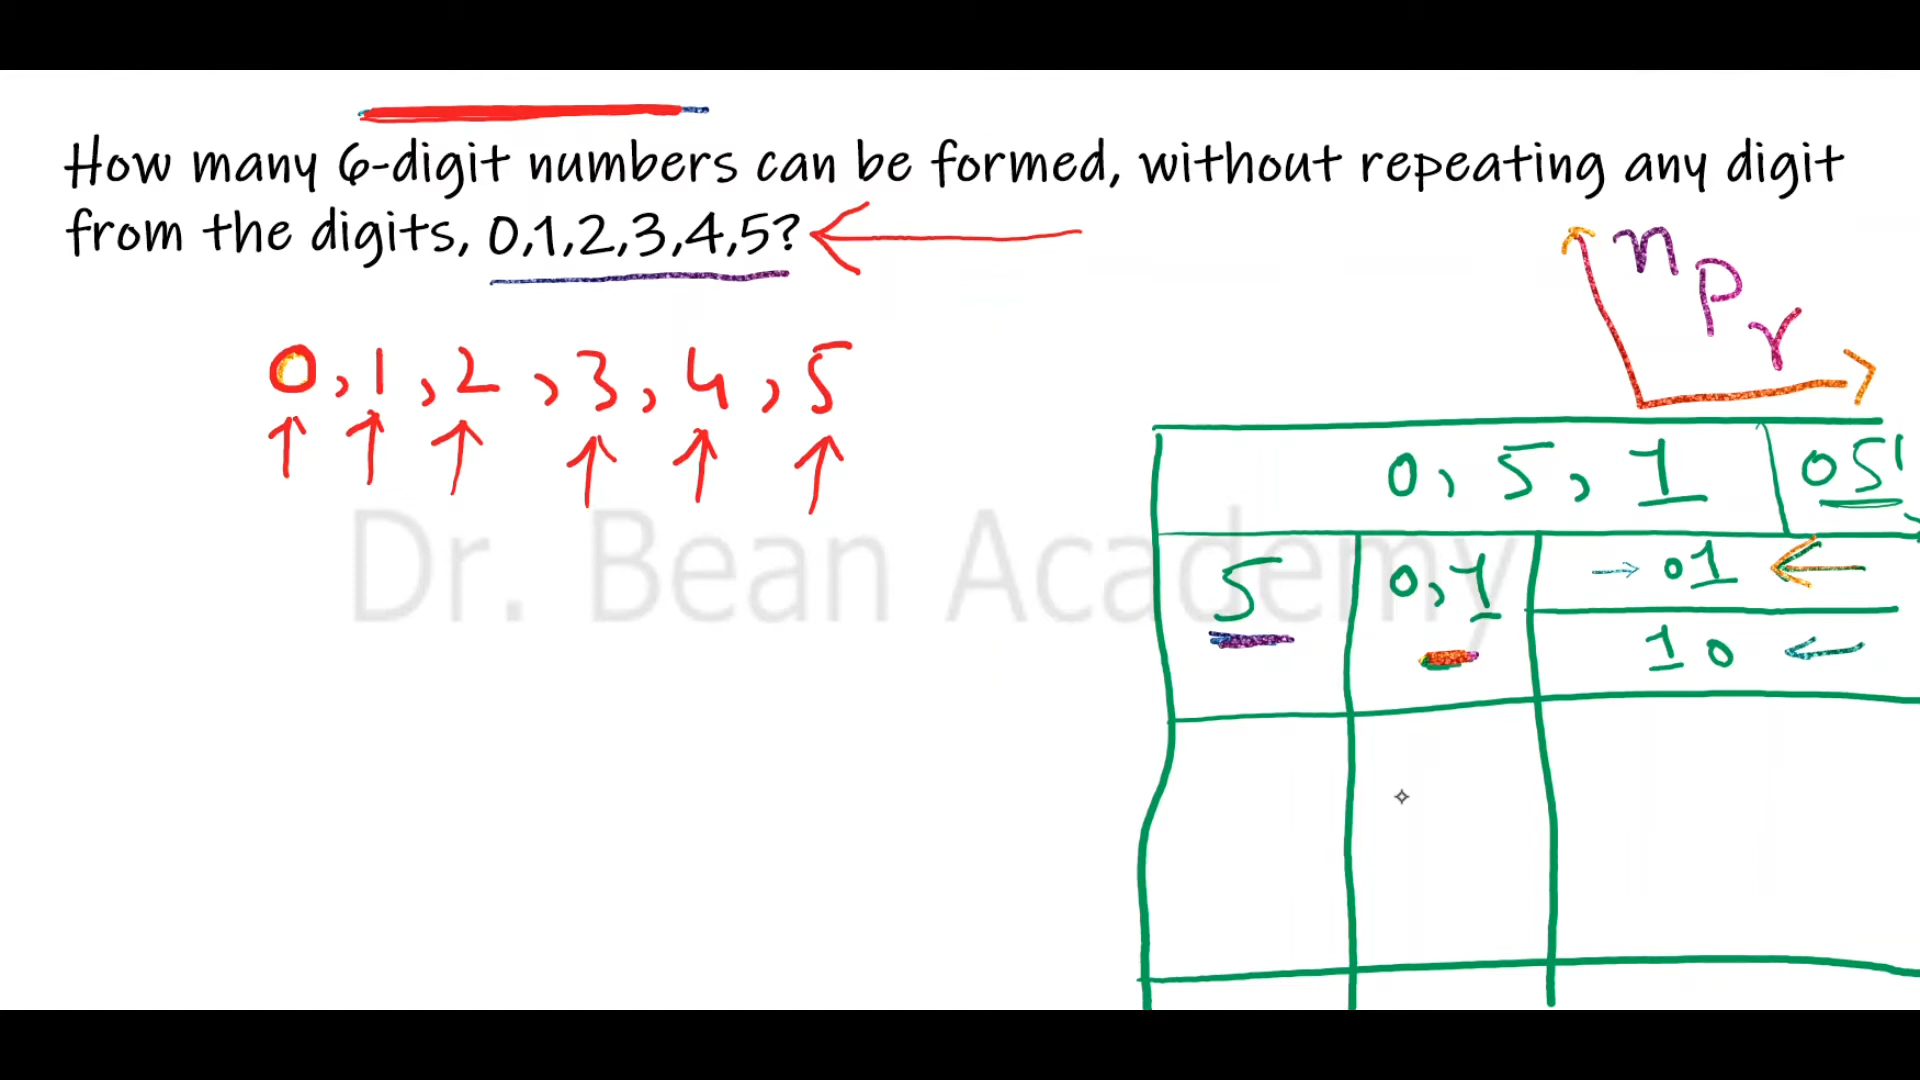 How many 6-digit numbers can be formed, without repeating any digit
from the digits, 0,1,2,3,4,5?
n P r
0, 1, 2, 3, 4, 5
0, 5, 1
05
Dr. Bean Academy
5 0, 1 01
10